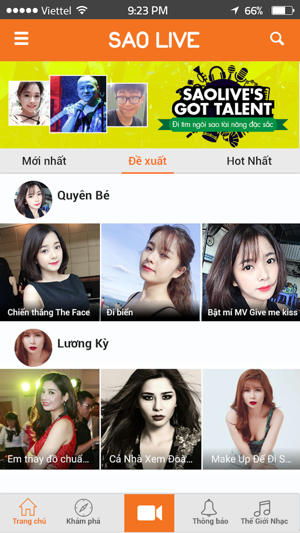 Viettel 9:23 PM 66%
SAO LIVE
SAOLIVE'S
GOT TALENT
Đi tìm ngôi sao tài năng đặc sắc
Mới nhất Đề xuất Hot Nhất
Quyên Bé
Chiến thắng The Face Đi biển Bật mí MV Give me kiss
Lương Kỳ
Em thay đồ chuẩ... Cả Nhà Xem Đoạ... Make Up Để Đi S...
Trang chủ Khám phá Thông báo Thế Giới Nhạc